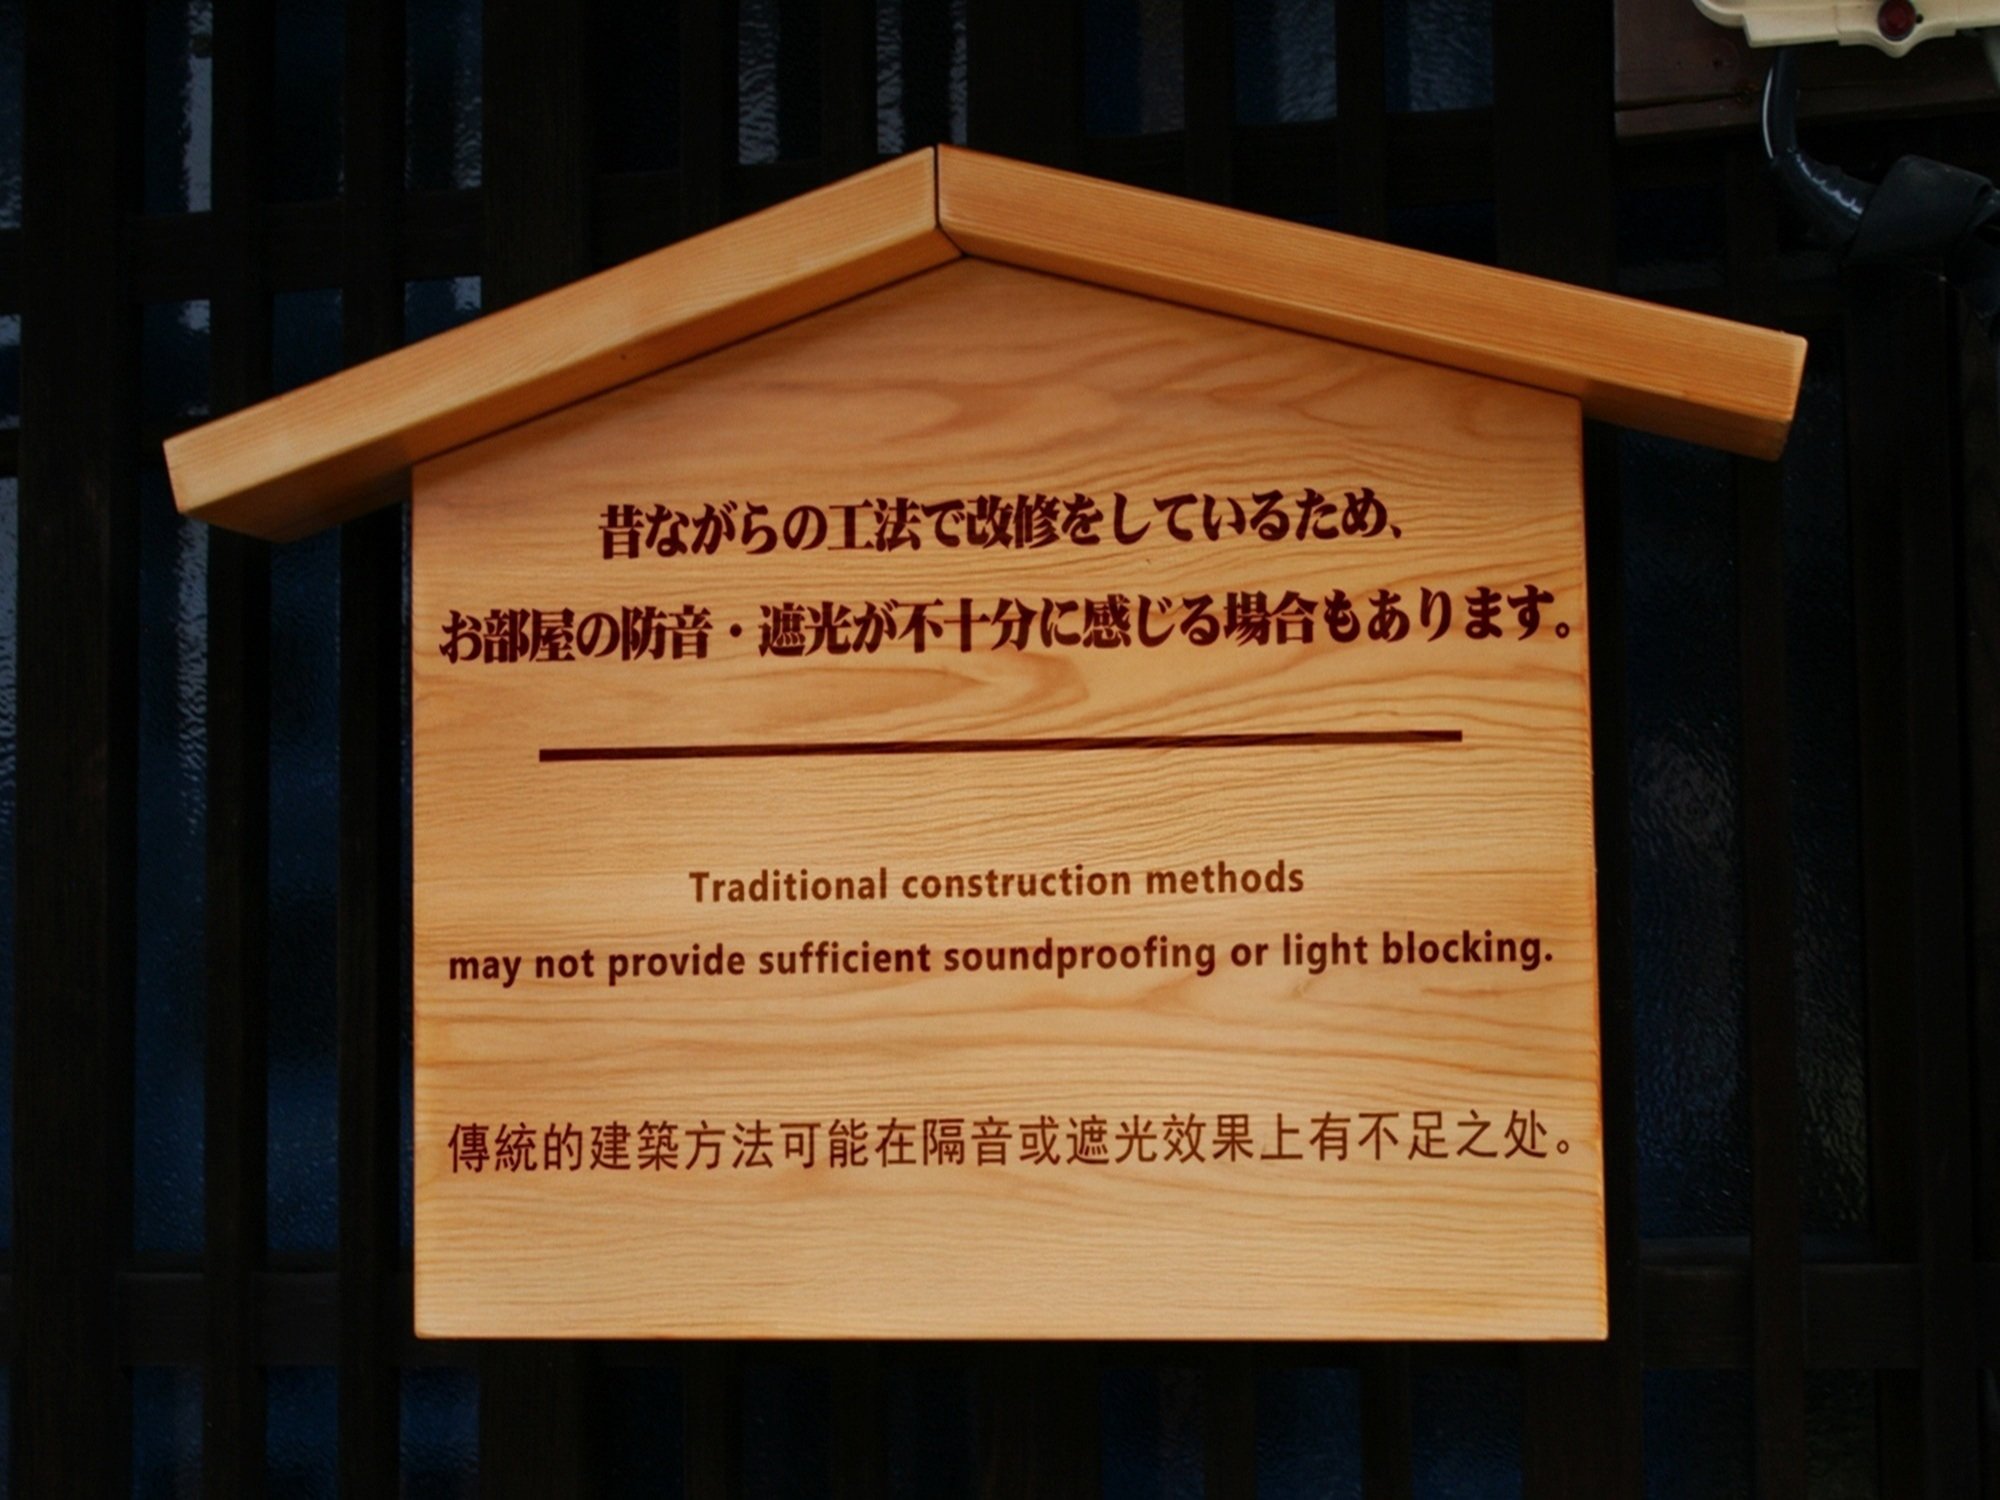 昔ながらの工法で改修をしているため、
お部屋の防音・遮光が不十分に感じる場合もあります。
Traditional construction methods
may not provide sufficient soundproofing or light blocking.
傳統的建築方法可能在隔音或遮光效果上有不足之处。